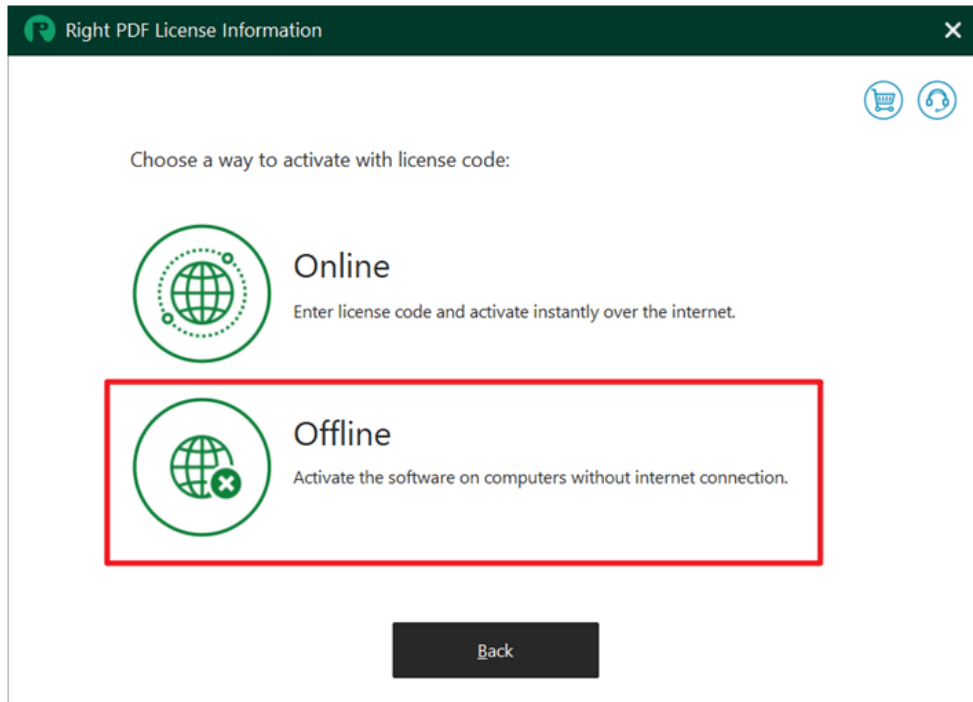 Right PDF License Information
Choose a way to activate with license code:
Online
Enter license code and activate instantly over the internet.
Offline
Activate the software on computers without internet connection.
Back